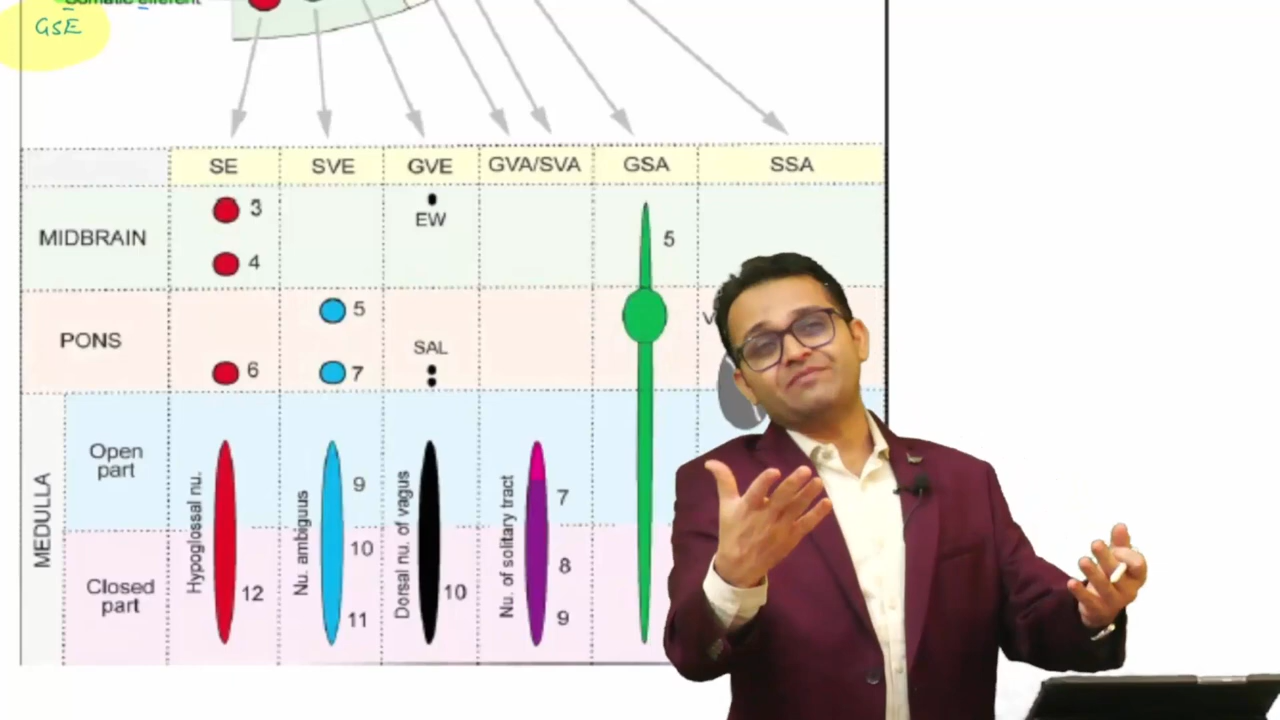 Somatic efferent
GSE
SE SVE GVE GVA/SVA GSA SSA
MIDBRAIN 3 EW 5
4
PONS 5 SAL V
6 7
MEDULLA
Open part
Closed part
Hypoglossal nu. 12
Nu. ambiguus 9 10 11
Dorsal nu. of vagus 10
Nu. of solitary tract 7 8 9